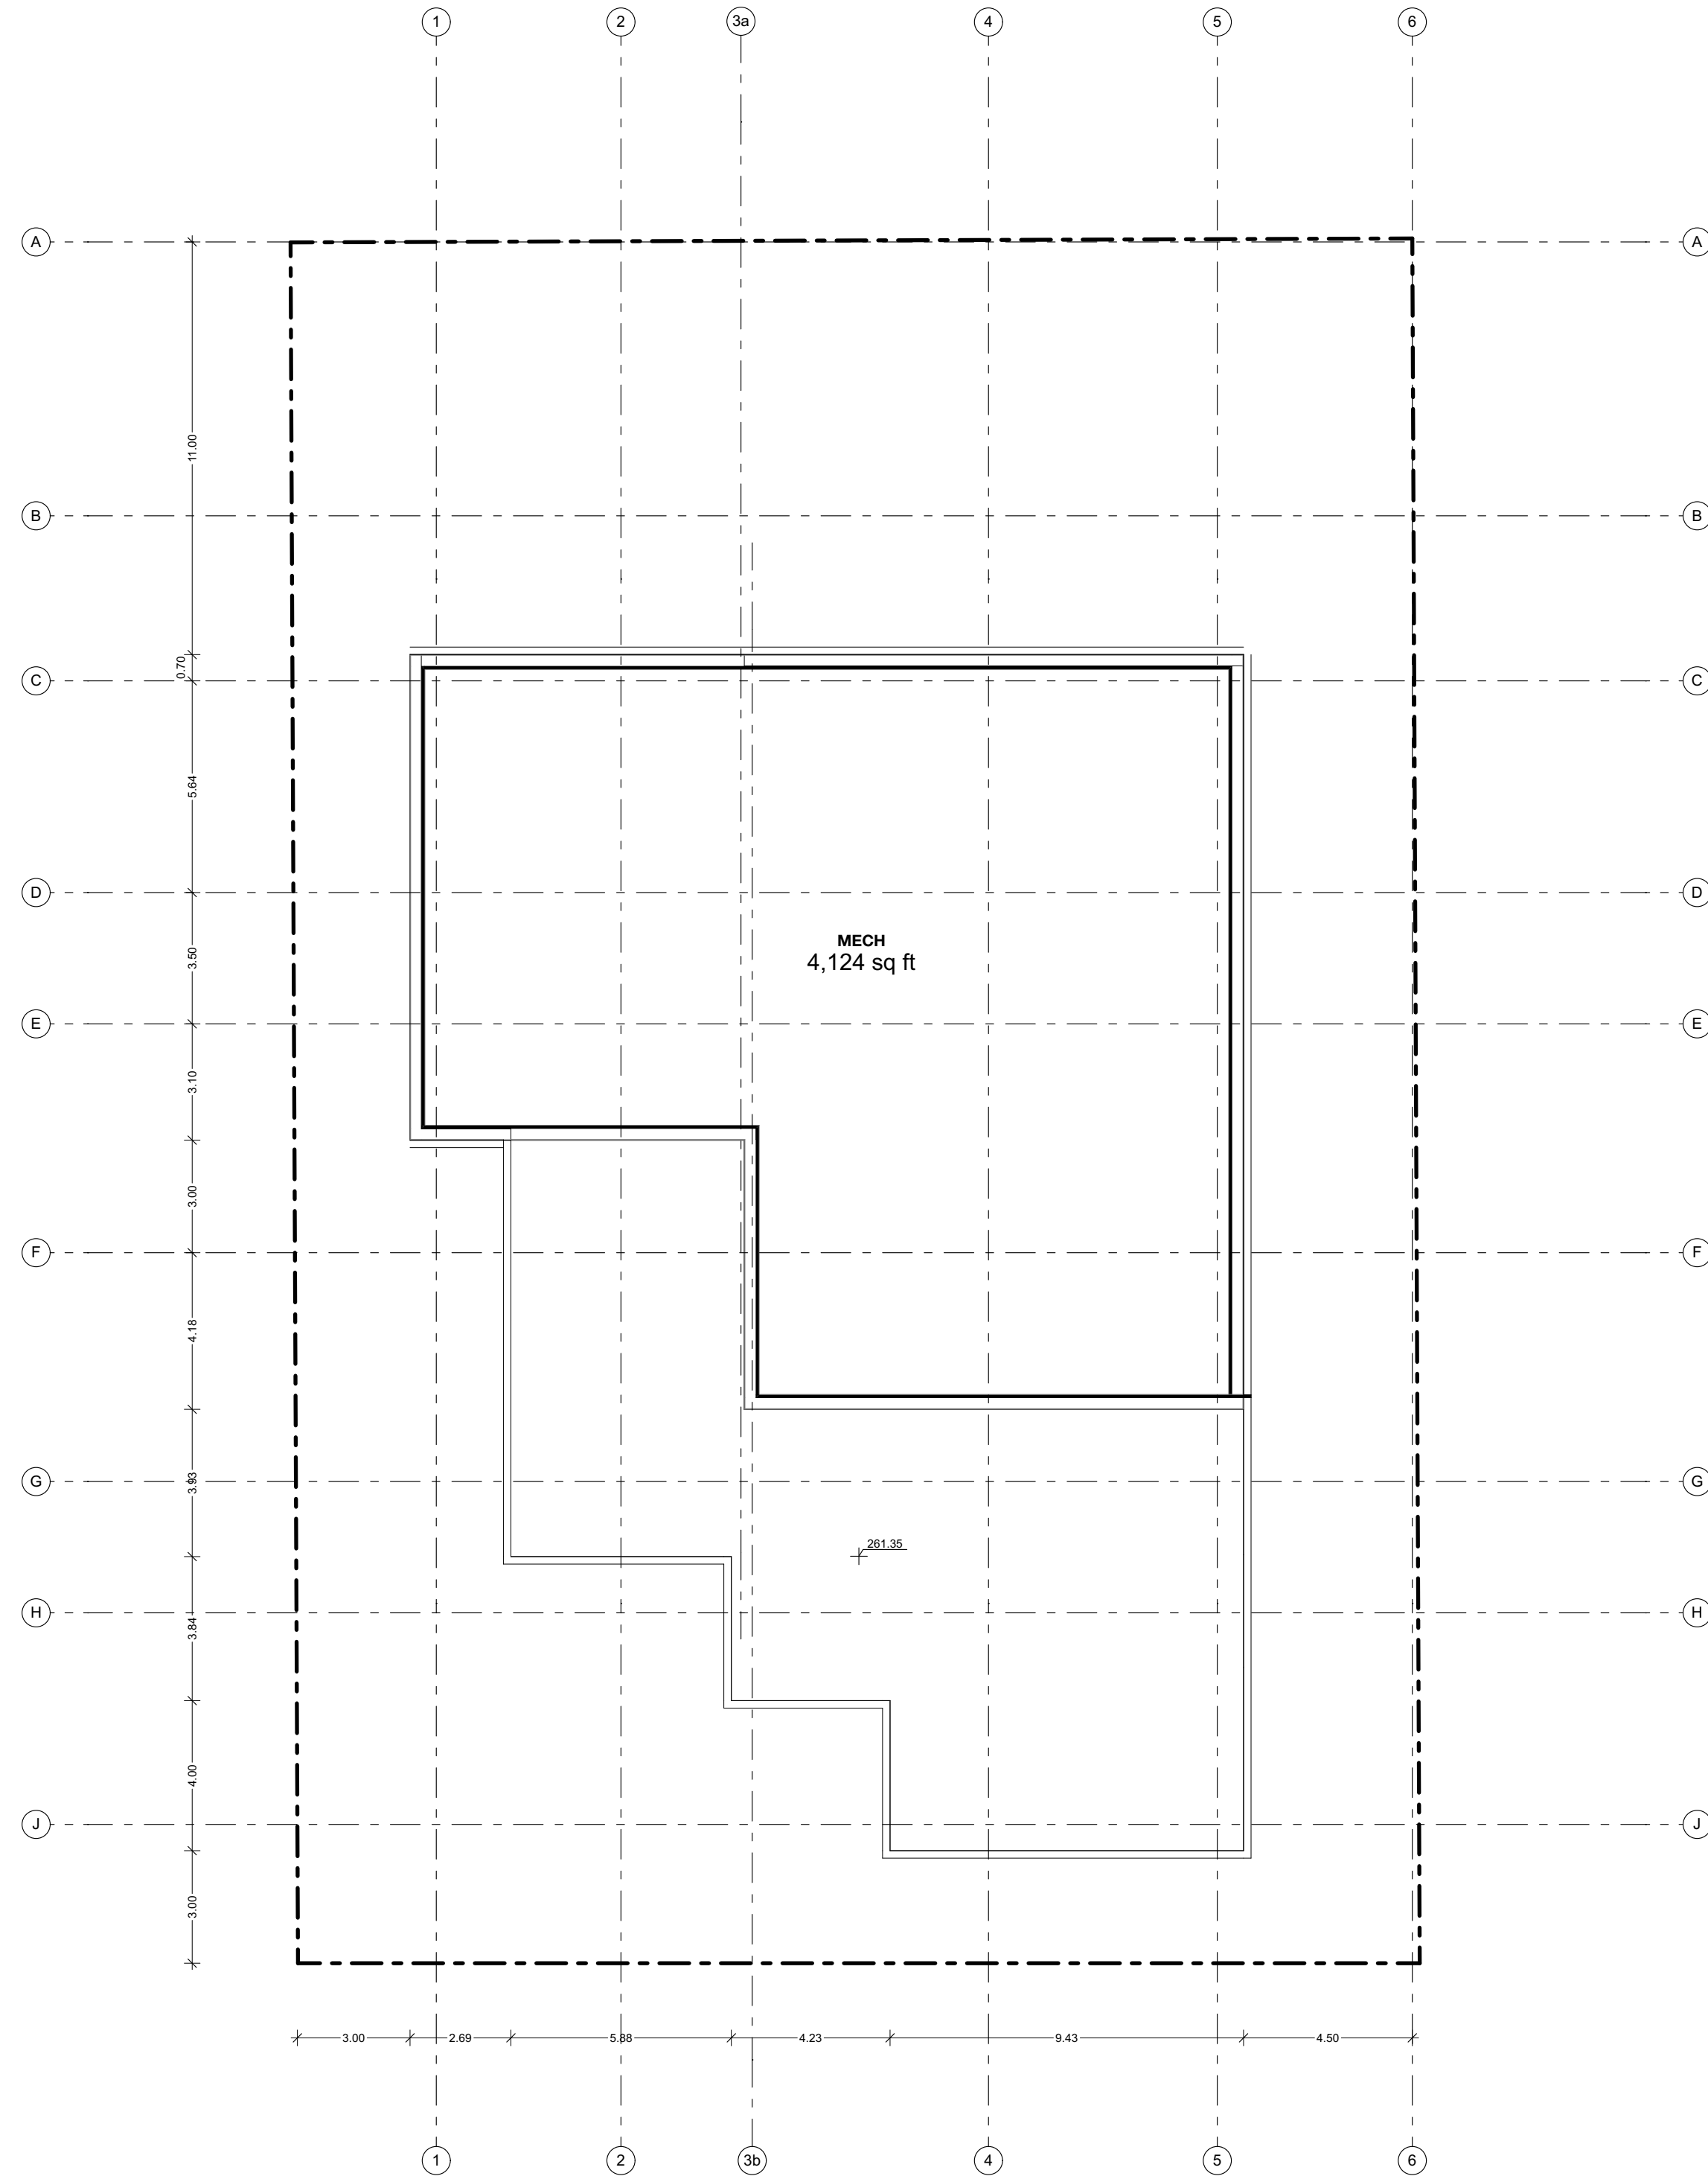 1 2 3a 4 5 6
A A
11.00
B B
0.70
C C
5.64
D D
MECH
4,124 sq ft
3.50
E E
3.10
3.00
F F
4.18
G 3.93 G
261.35
H H
3.84
4.00
J J
3.00
3.00 2.69 5.88 4.23 9.43 4.50
1 2 3b 4 5 6